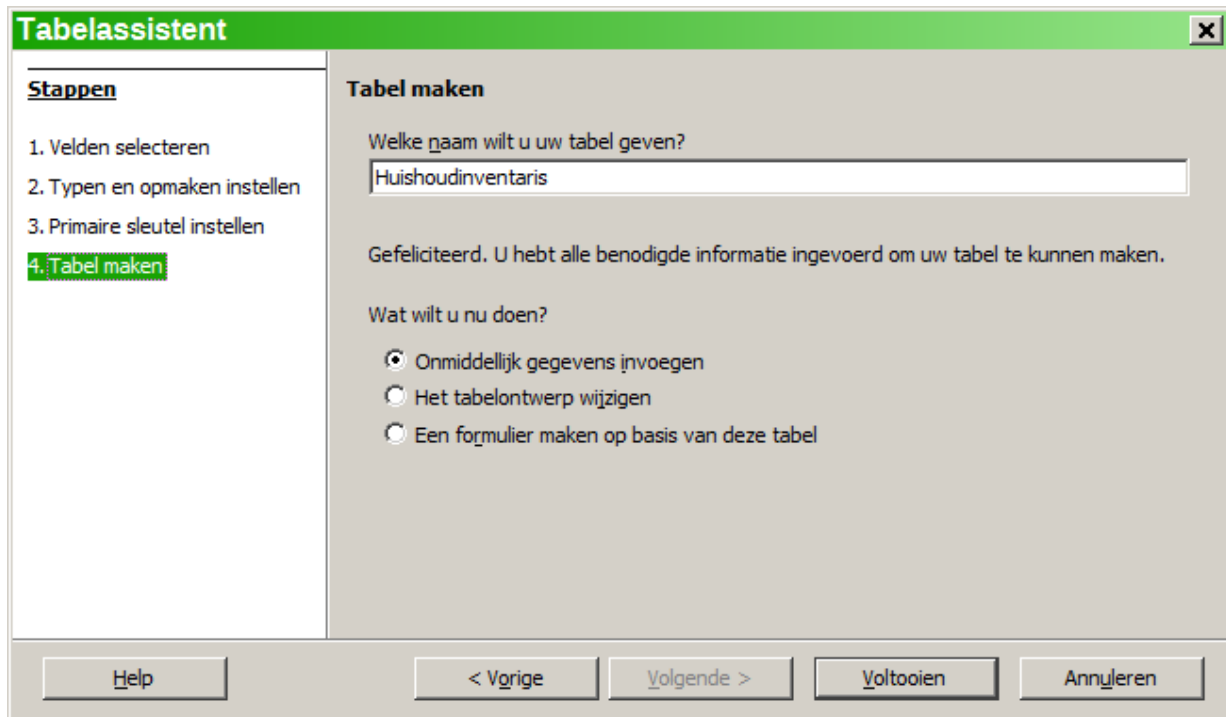 Tabelassistent
Stappen
1. Velden selecteren
2. Typen en opmaken instellen
3. Primaire sleutel instellen
4. Tabel maken
Tabel maken
Welke naam wilt u uw tabel geven?
Huishoudinventaris
Gefeliciteerd. U hebt alle benodigde informatie ingevoerd om uw tabel te kunnen maken.
Wat wilt u nu doen?
Onmiddellijk gegevens invoegen
Het tabelontwerp wijzigen
Een formulier maken op basis van deze tabel
Help
< Vorige
Volgende >
Voltooien
Annuleren